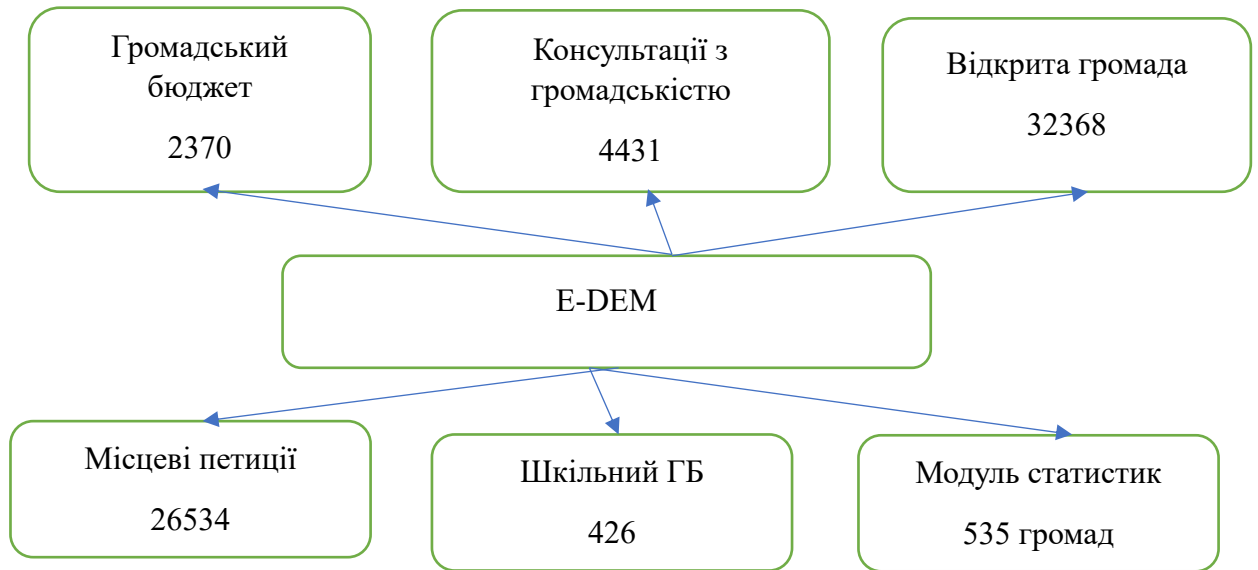 Громадський
бюджет
2370
Консультації з
громадськістю
4431
Відкрита громада
32368
E-DEM
Місцеві петиції
26534
Шкільний ГБ
426
Модуль статистик
535 громад